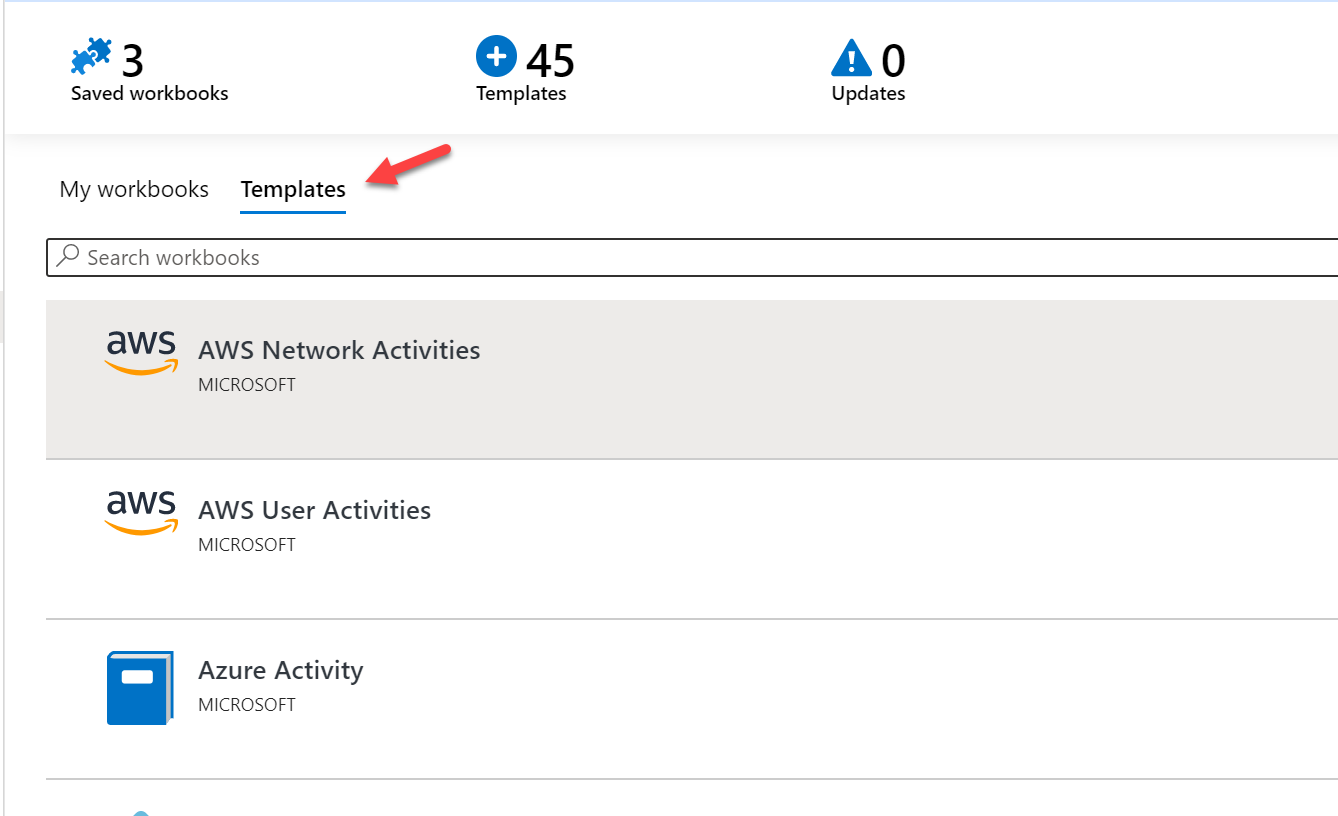 3
Saved workbooks
45
Templates
0
Updates
My workbooks
Templates
Search workbooks
aws
AWS Network Activities
MICROSOFT
aws
AWS User Activities
MICROSOFT
Azure Activity
MICROSOFT